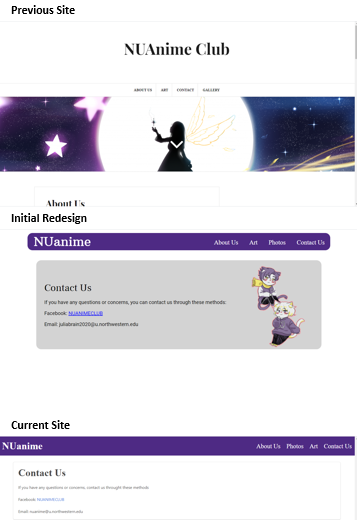 Previous Site
NUAnime Club
ABOUT US ART CONTACT GALLERY
About Us
Initial Redesign
NUanime About Us Art Photos Contact Us
Contact Us
If you have any questions or concerns, you can contact us through these methods:
Facebook: NUANIMECLUB
Email: juliabrain2020@u.northwestern.edu
Current Site
NUanime About Us Photos Art Contact Us
Contact Us
If you have any questions or concerns, contact us throught these methods
Facebook: NUANIMECLUB
Email: nuanime@u.northwestern.edu